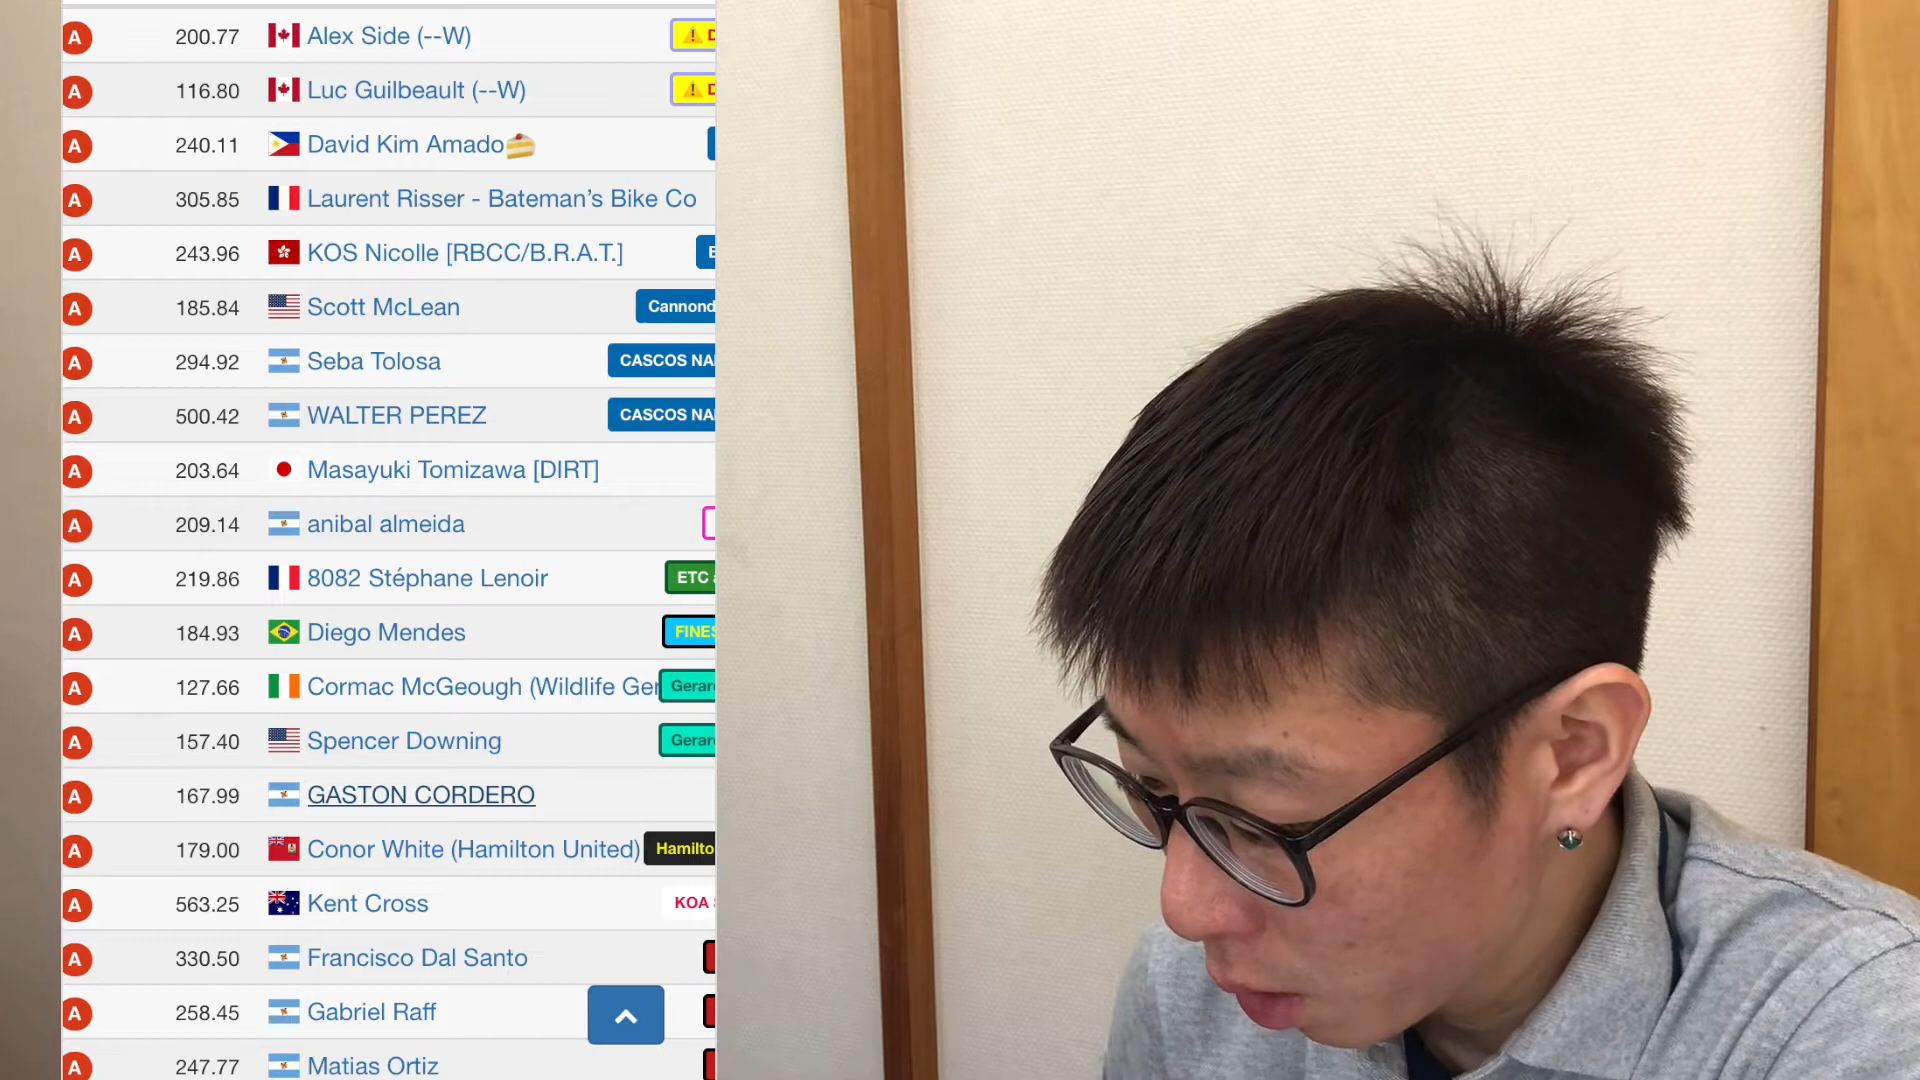 A 200.77 Alex Side (--W) D
A 116.80 Luc Guilbeault (--W) D
A 240.11 David Kim Amado
A 305.85 Laurent Risser - Bateman’s Bike Co
A 243.96 KOS Nicolle [RBCC/B.R.A.T.] E
A 185.84 Scott McLean Cannond
A 294.92 Seba Tolosa CASCOS NA
A 500.42 WALTER PEREZ CASCOS NA
A 203.64 Masayuki Tomizawa [DIRT]
A 209.14 anibal almeida
A 219.86 8082 Stéphane Lenoir ETC
A 184.93 Diego Mendes FINES
A 127.66 Cormac McGeough (Wildlife Ger Gerar
A 157.40 Spencer Downing Gerar
A 167.99 GASTON CORDERO
A 179.00 Conor White (Hamilton United) Hamilto
A 563.25 Kent Cross KOA
A 330.50 Francisco Dal Santo
A 258.45 Gabriel Raff
A 247.77 Matias Ortiz